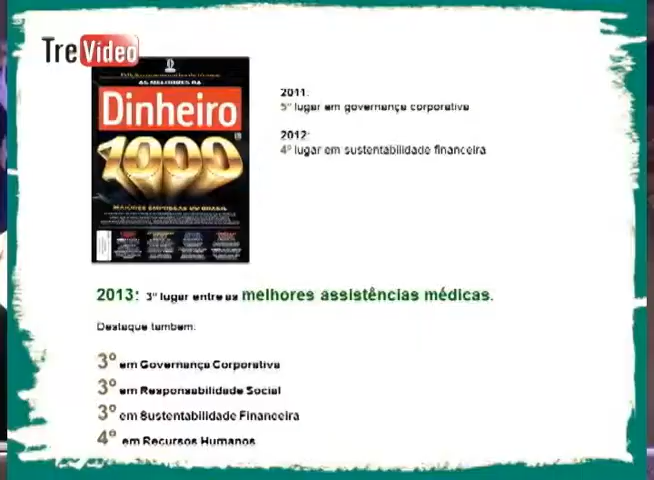 TreVideo
AS MELHORES DA
Dinheiro
1000
MAIORES EMPRESAS DO BRASIL
2011:
5º lugar em governança corporativa
2012:
4º lugar em sustentabilidade financeira
2013: 3º lugar entre as melhores assistências médicas.
Destaque também:
3º em Governança Corporativa
3º em Responsabilidade Social
3º em Sustentabilidade Financeira
4º em Recursos Humanos